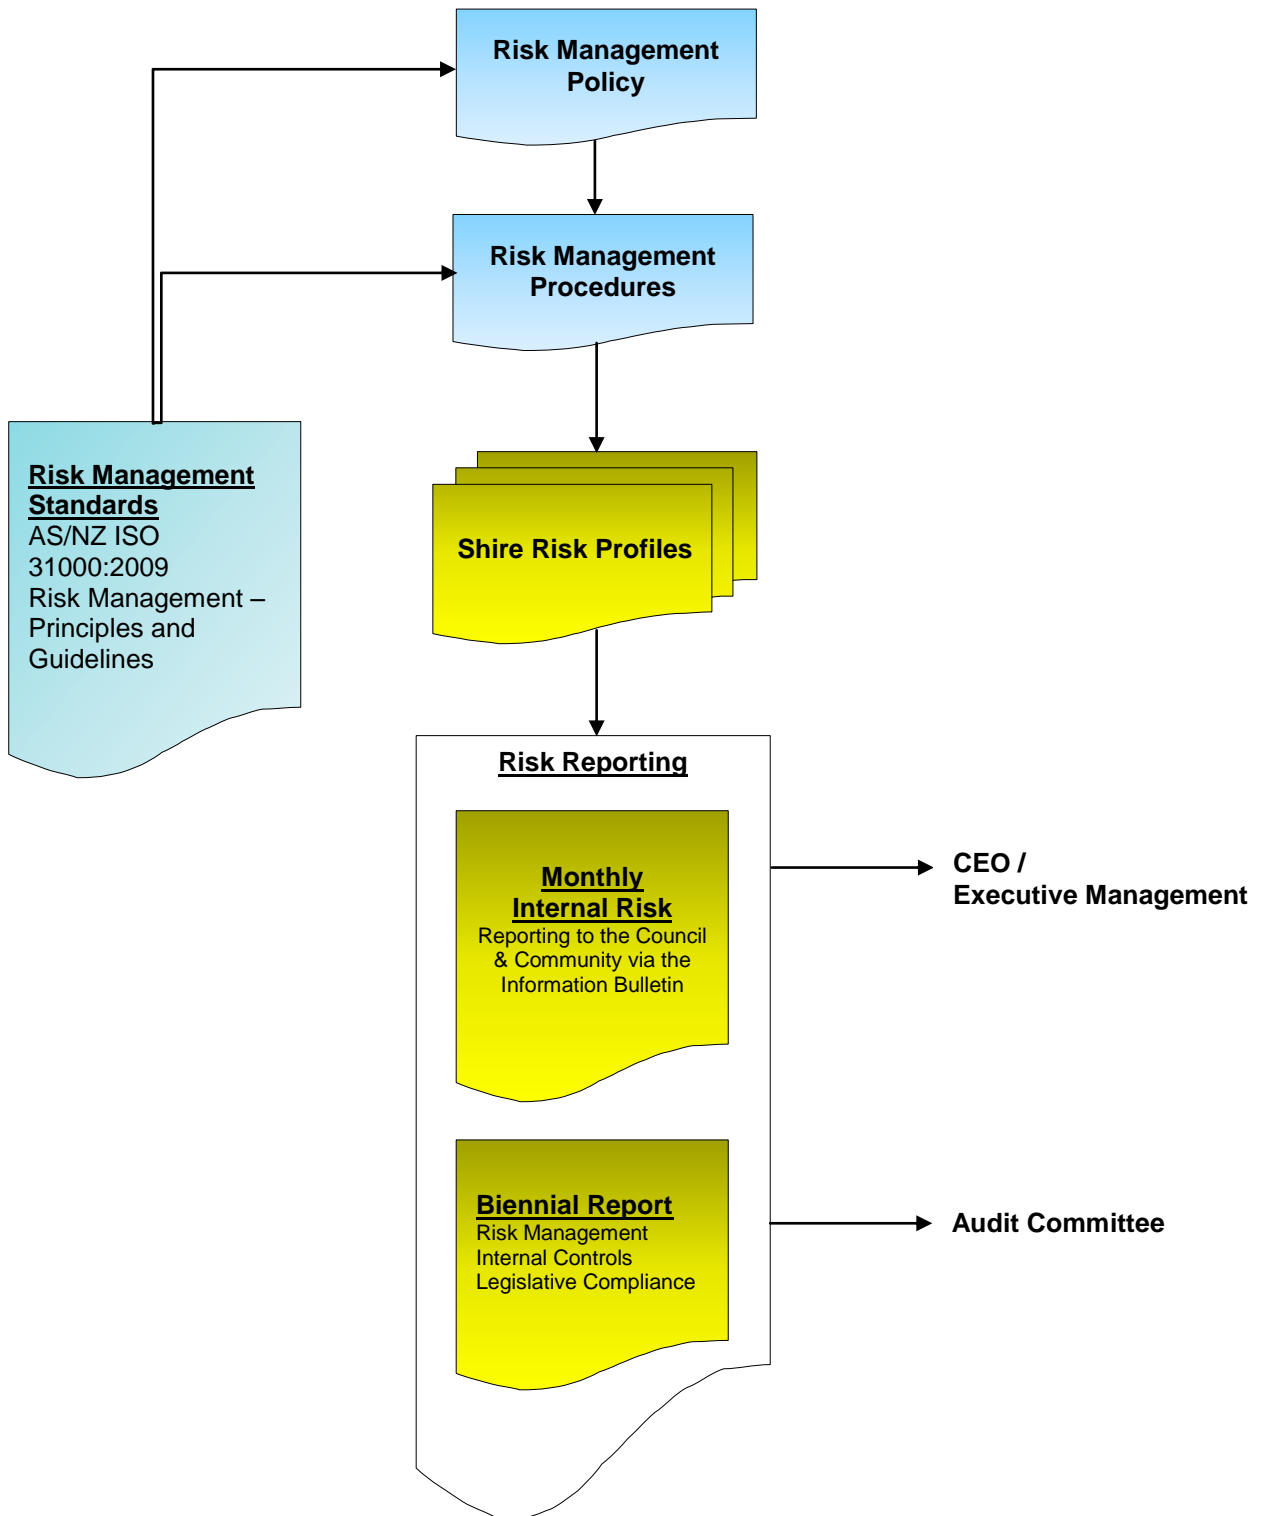 Risk Management
Policy
Risk Management
Procedures
Risk Management
Standards
AS/NZ ISO
31000:2009
Risk Management –
Principles and
Guidelines
Shire Risk Profiles
Risk Reporting
Monthly
Internal Risk
Reporting to the Council
& Community via the
Information Bulletin
CEO /
Executive Management
Biennial Report
Risk Management
Internal Controls
Legislative Compliance
Audit Committee